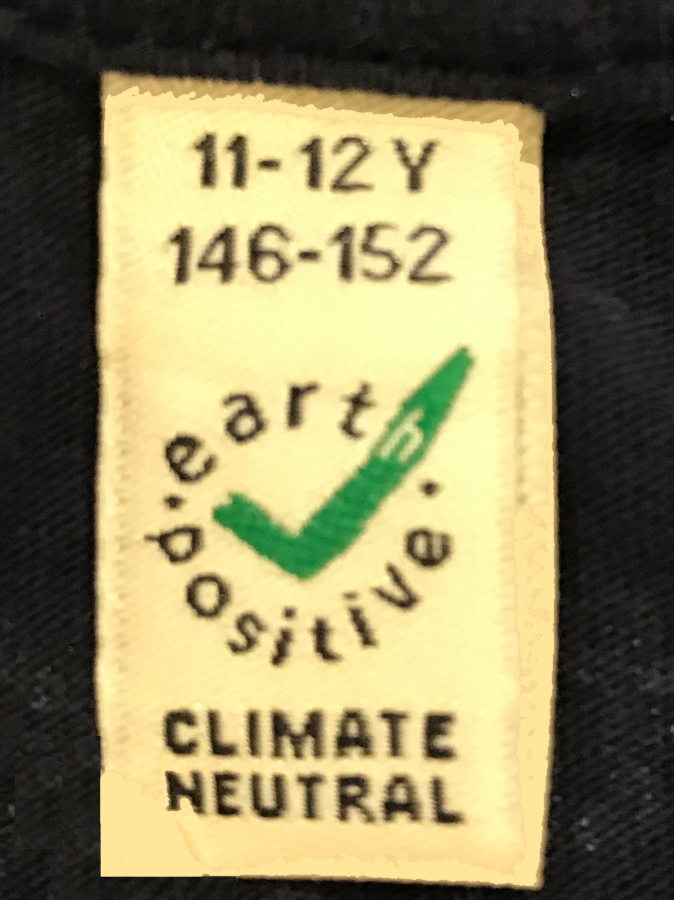 11-12 Y
146-152
earth
positive
CLIMATE
NEUTRAL